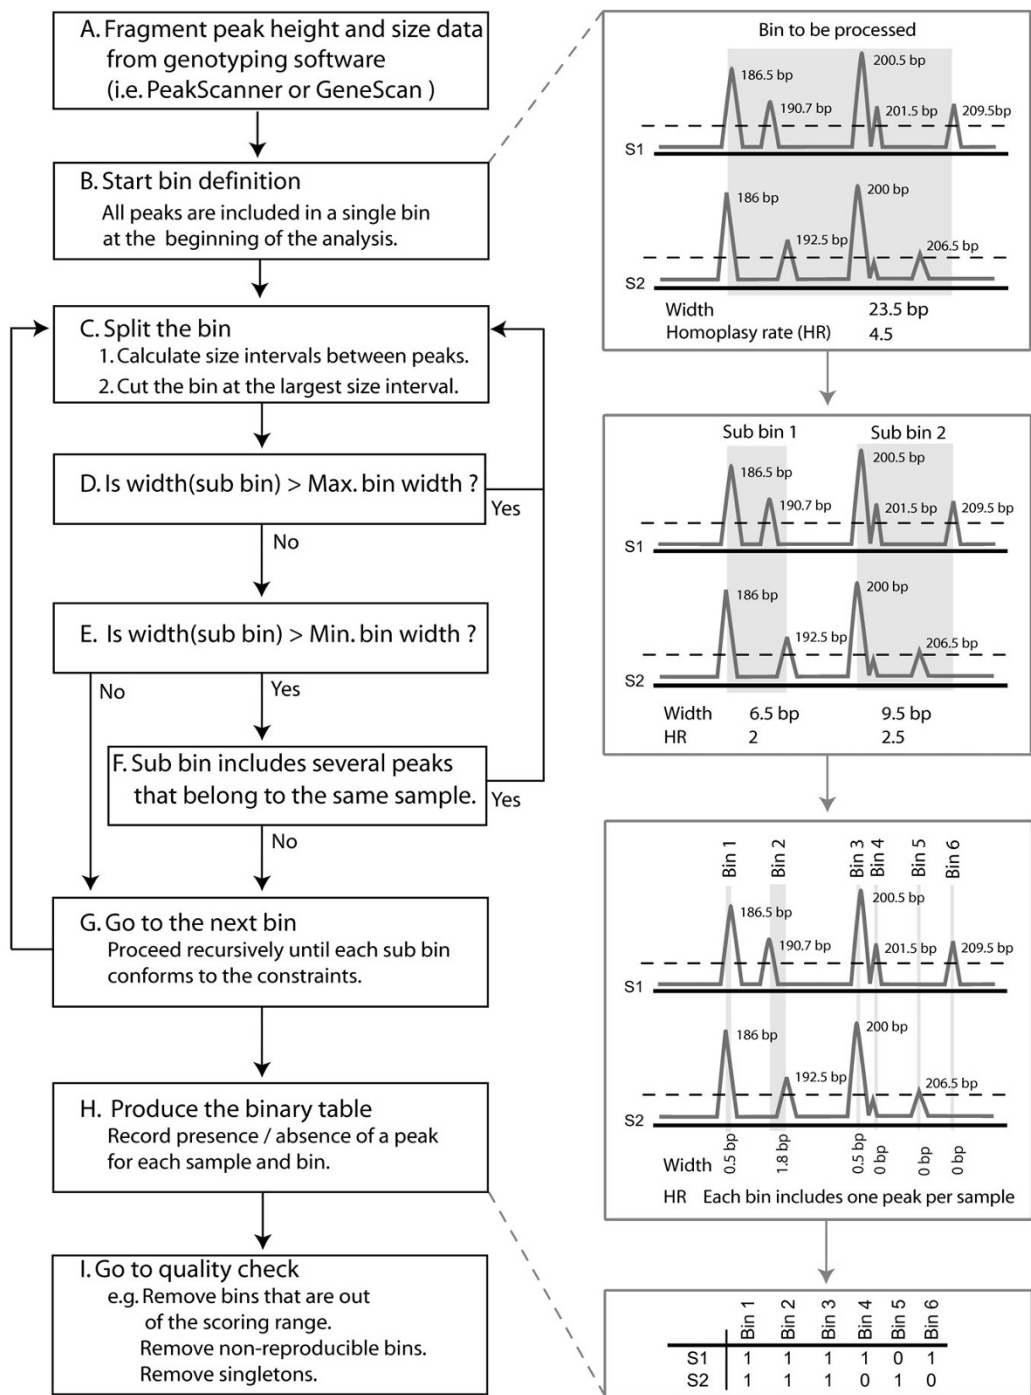 A. Fragment peak height and size data
from genotyping software
(i.e. PeakScanner or GeneScan )
B. Start bin definition
All peaks are included in a single bin
at the  beginning of the analysis.
C. Split the bin
1. Calculate size intervals between peaks.
2. Cut the bin at the largest size interval.
D. Is width(sub bin) > Max. bin width ?
Yes
No
E. Is width(sub bin) > Min. bin width ?
No
Yes
F. Sub bin includes several peaks
that belong to the same sample.
Yes
No
G. Go to the next bin
Proceed recursively until each sub bin
conforms to the constraints.
H. Produce the binary table
Record presence / absence of a peak
for each sample and bin.
I. Go to quality check
e.g. Remove bins that are out
of the scoring range.
Remove non-reproducible bins.
Remove singletons.
Bin to be processed
186.5 bp
190.7 bp
200.5 bp
201.5 bp
209.5bp
S1
186 bp
192.5 bp
200 bp
206.5 bp
S2
Width 23.5 bp
Homoplasy rate (HR) 4.5
Sub bin 1 Sub bin 2
186.5 bp
190.7 bp
200.5 bp
201.5 bp
209.5 bp
S1
186 bp
192.5 bp
200 bp
206.5 bp
S2
Width 6.5 bp 9.5 bp
HR 2 2.5
Bin 1 Bin 2 Bin 3 Bin 4 Bin 5 Bin 6
186.5 bp
190.7 bp
200.5 bp
201.5 bp
209.5 bp
S1
186 bp
192.5 bp
200 bp
206.5 bp
S2
Width 0.5 bp 1.8 bp 0.5 bp 0 bp 0 bp 0 bp
HR Each bin includes one peak per sample
Bin 1 Bin 2 Bin 3 Bin 4 Bin 5 Bin 6
S1 1 1 1 1 0 1
S2 1 1 1 0 1 0